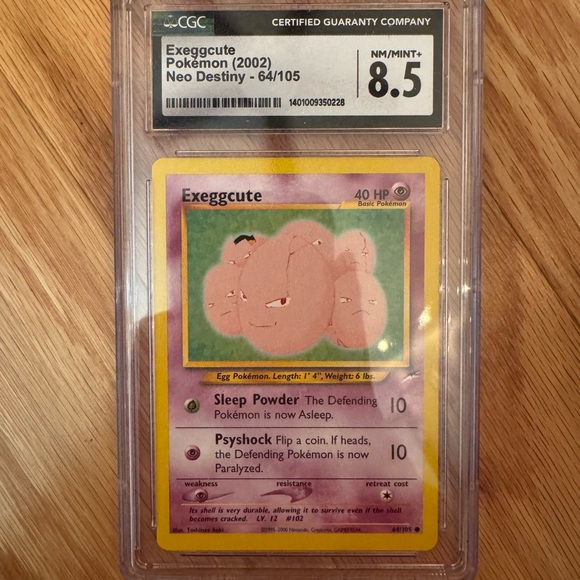 CGC
CERTIFIED GUARANTY COMPANY
Exeggcute
Pokémon (2002)
Neo Destiny - 64/105
NM/MINT+
8.5
1401009350228
Exeggcute
40 HP
Basic Pokémon
Egg Pokémon. Length: 1' 4", Weight: 6 lbs.
Sleep Powder The Defending
Pokémon is now Asleep.
10
Psyshock Flip a coin. If heads,
the Defending Pokémon is now
Paralyzed.
10
weakness
resistance
retreat cost
Its shell is very durable, allowing it to survive even if the shell
becomes cracked. LV. 12 #102
64/105